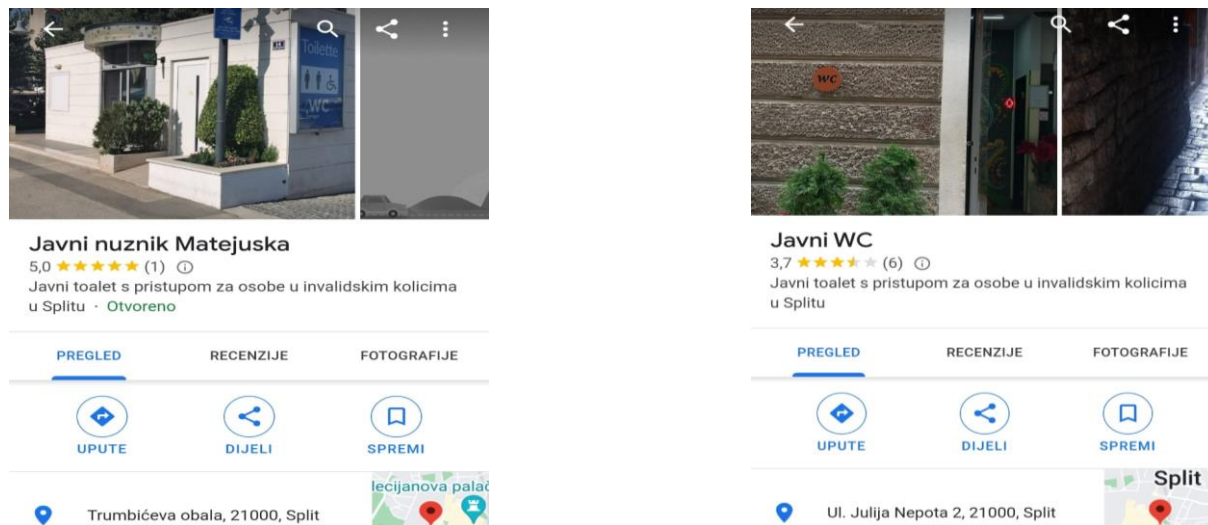 Toilette
WC
Javni nuznik Matejuska
5,0 (1)
Javni toalet s pristupom za osobe u invalidskim kolicima
u Splitu · Otvoreno
PREGLED RECENZIJE FOTOGRAFIJE
UPUTE DIJELI SPREMI
lecijanova palač
Trumbićeva obala, 21000, Split
WC
Javni WC
3,7 (6)
Javni toalet s pristupom za osobe u invalidskim kolicima
u Splitu
PREGLED RECENZIJE FOTOGRAFIJE
UPUTE DIJELI SPREMI
Split
Ul. Julija Nepota 2, 21000, Split